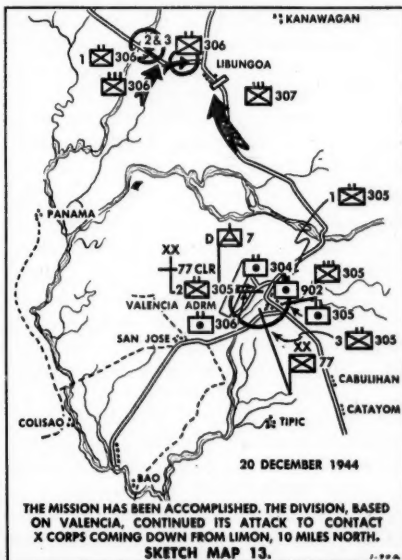 KANAWAGAN
2 & 3
306
1 306
LIBUNGOA
306
307
1 305
PANAMA
XX
D 7
304
77 CLR
305
2 305
902
VALENCIA ADRM
306
305
SAN JOSE
XX
3 305
77
CABULIHAN
CATAYOM
COLISAO
TIPIC
BAO
20 DECEMBER 1944
THE MISSION HAS BEEN ACCOMPLISHED. THE DIVISION, BASED
ON VALENCIA, CONTINUED ITS ATTACK TO CONTACT
X CORPS COMING DOWN FROM LIMON, 10 MILES NORTH.
SKETCH MAP 13.